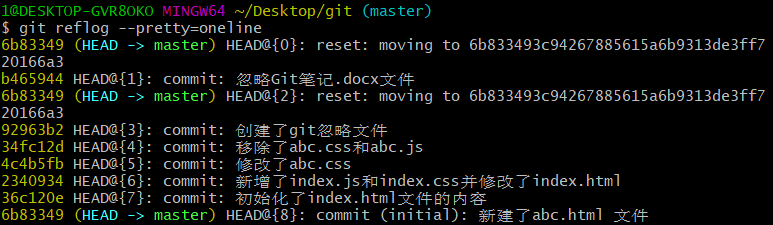 1@DESKTOP-GVR8OKO MINGW64 ~/Desktop/git (master)
$ git reflog --pretty=oneline
6b83349 (HEAD -> master) HEAD@{0}: reset: moving to 6b833493c94267885615a6b9313de3ff7
20166a3
b465944 HEAD@{1}: commit: 忽略Git笔记.docx文件
6b83349 (HEAD -> master) HEAD@{2}: reset: moving to 6b833493c94267885615a6b9313de3ff7
20166a3
92963b2 HEAD@{3}: commit: 创建了git忽略文件
34fc12d HEAD@{4}: commit: 移除了abc.css和abc.js
4c4b5fb HEAD@{5}: commit: 修改了abc.css
2340934 HEAD@{6}: commit: 新增了index.js和index.css并修改了index.html
36c120e HEAD@{7}: commit: 初始化了index.html文件的内容
6b83349 (HEAD -> master) HEAD@{8}: commit (initial): 新建了abc.html 文件